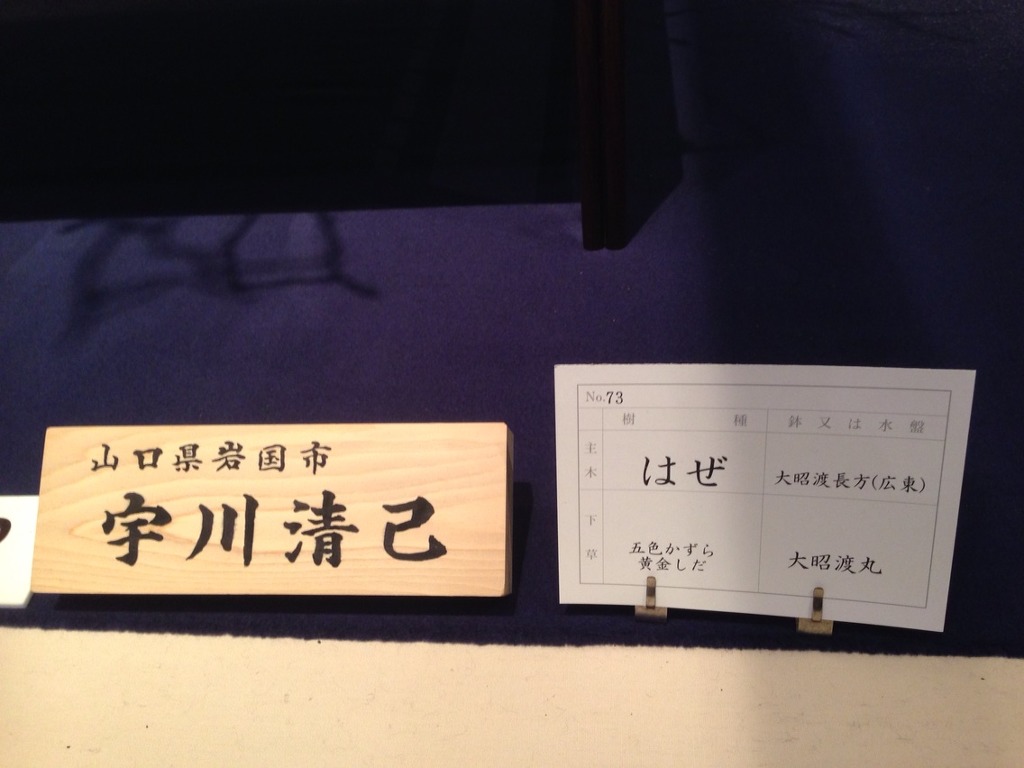 山口県岩国市
宇川清己
No.73
樹種 鉢又は水盤
主木 はぜ 大昭渡長方(広東)
下草 五色かずら 大昭渡丸
黄金しだ